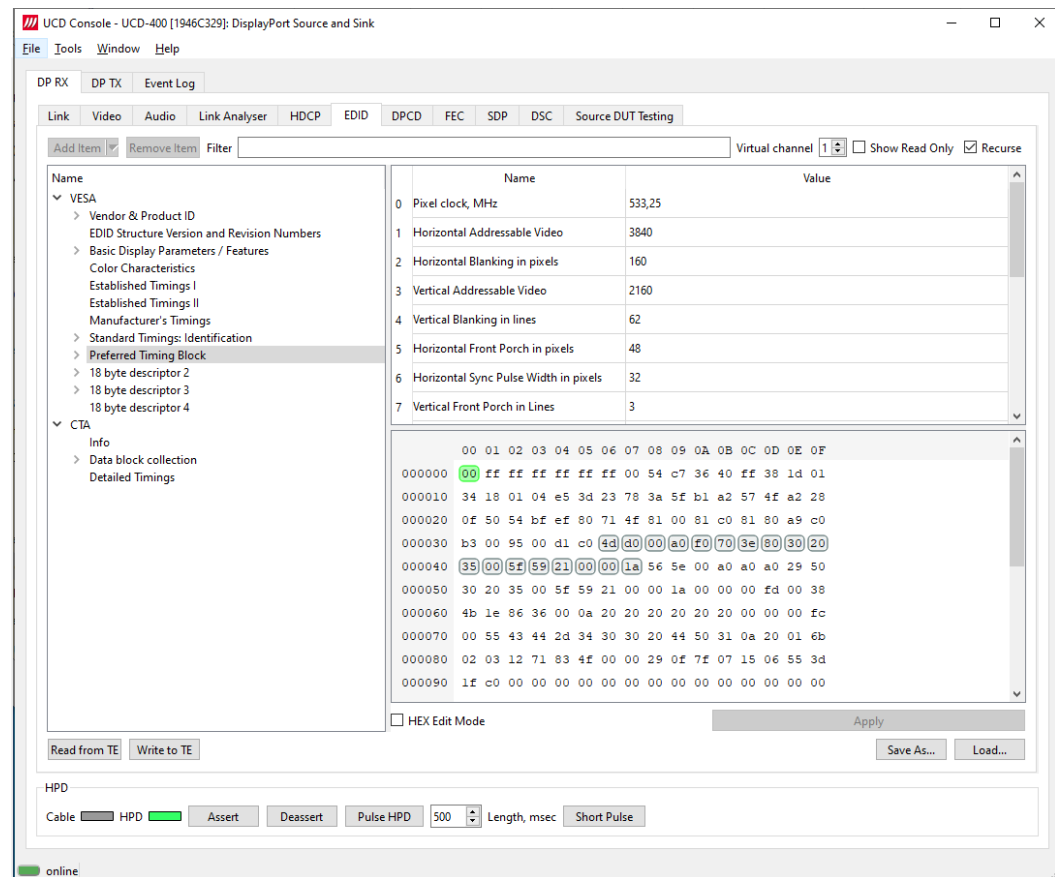 UCD Console - UCD-400 [1946C329]: DisplayPort Source and Sink
File Tools Window Help
DP RX DP TX Event Log
Link Video Audio Link Analyser HDCP EDID DPCD FEC SDP DSC Source DUT Testing
Add Item Remove Item Filter Virtual channel 1 Show Read Only Recurse
Name
VESA
Vendor & Product ID
EDID Structure Version and Revision Numbers
Basic Display Parameters / Features
Color Characteristics
Established Timings I
Established Timings II
Manufacturer's Timings
Standard Timings: Identification
Preferred Timing Block
18 byte descriptor 2
18 byte descriptor 3
18 byte descriptor 4
CTA
Info
Data block collection
Detailed Timings
Name Value
0 Pixel clock, MHz 533,25
1 Horizontal Addressable Video 3840
2 Horizontal Blanking in pixels 160
3 Vertical Addressable Video 2160
4 Vertical Blanking in lines 62
5 Horizontal Front Porch in pixels 48
6 Horizontal Sync Pulse Width in pixels 32
7 Vertical Front Porch in Lines 3
00 01 02 03 04 05 06 07 08 09 0A 0B 0C 0D 0E 0F
000000 00 ff ff ff ff ff ff 00 54 c7 36 40 ff 38 1d 01
000010 34 18 01 04 e5 3d 23 78 3a 5f b1 a2 57 4f a2 28
000020 0f 50 54 bf ef 80 71 4f 81 00 81 c0 81 80 a9 c0
000030 b3 00 95 00 d1 c0 4d d0 00 a0 f0 70 3e 80 30 20
000040 35 00 5f 59 21 00 00 1a 56 5e 00 a0 a0 a0 29 50
000050 30 20 35 00 5f 59 21 00 00 1a 00 00 00 fd 00 38
000060 4b 1e 86 36 00 0a 20 20 20 20 20 20 00 00 00 fc
000070 00 55 43 44 2d 34 30 30 20 44 50 31 0a 20 01 6b
000080 02 03 12 71 83 4f 00 00 29 0f 7f 07 15 06 55 3d
000090 1f c0 00 00 00 00 00 00 00 00 00 00 00 00 00 00
HEX Edit Mode Apply
Read from TE Write to TE Save As... Load...
HPD
Cable HPD Assert Deassert Pulse HPD 500 Length, msec Short Pulse
online